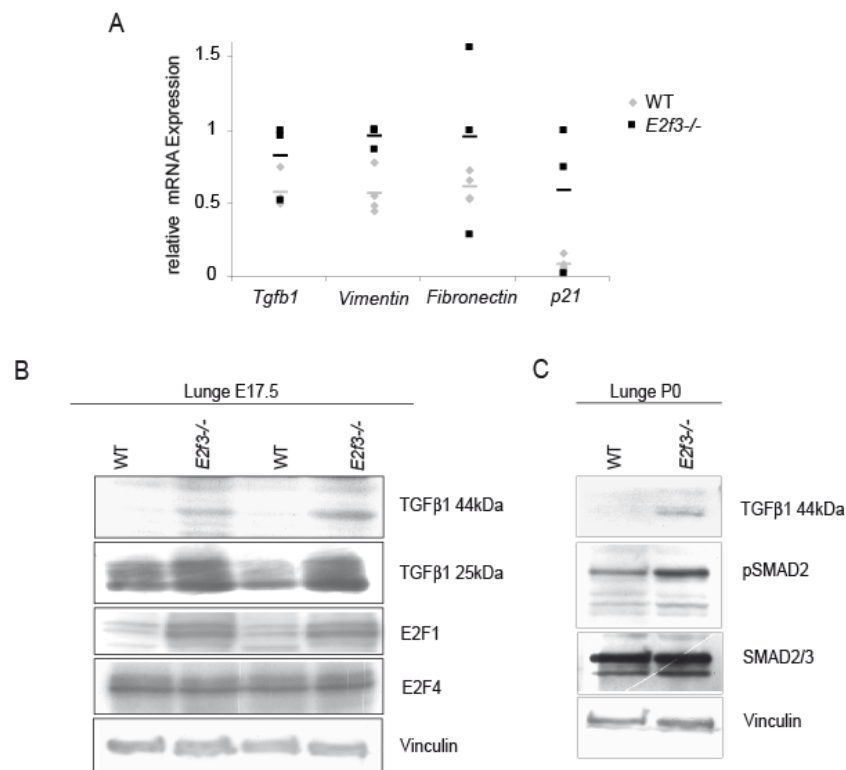 A
relative mRNA Expression
1.5
1
0.5
0
WT
E2f3-/-
Tgfb1 Vimentin Fibronectin p21
B
Lunge E17.5
WT E2f3-/- WT E2f3-/-
TGFβ1 44kDa
TGFβ1 25kDa
E2F1
E2F4
Vinculin
C
Lunge P0
WT E2f3-/-
TGFβ1 44kDa
pSMAD2
SMAD2/3
Vinculin